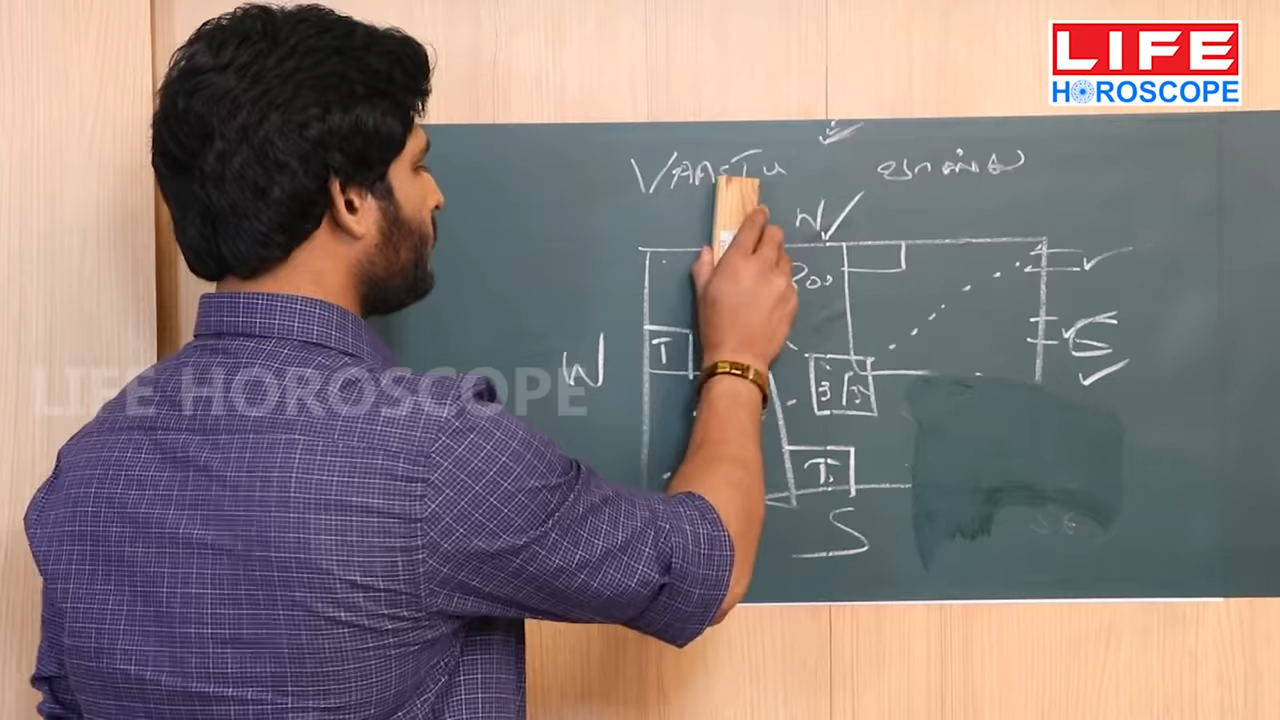 LIFE
HOROSCOPE
VAASTU வாஸ்து
N
T
W
E
T
S
LIFE HOROSCOPE